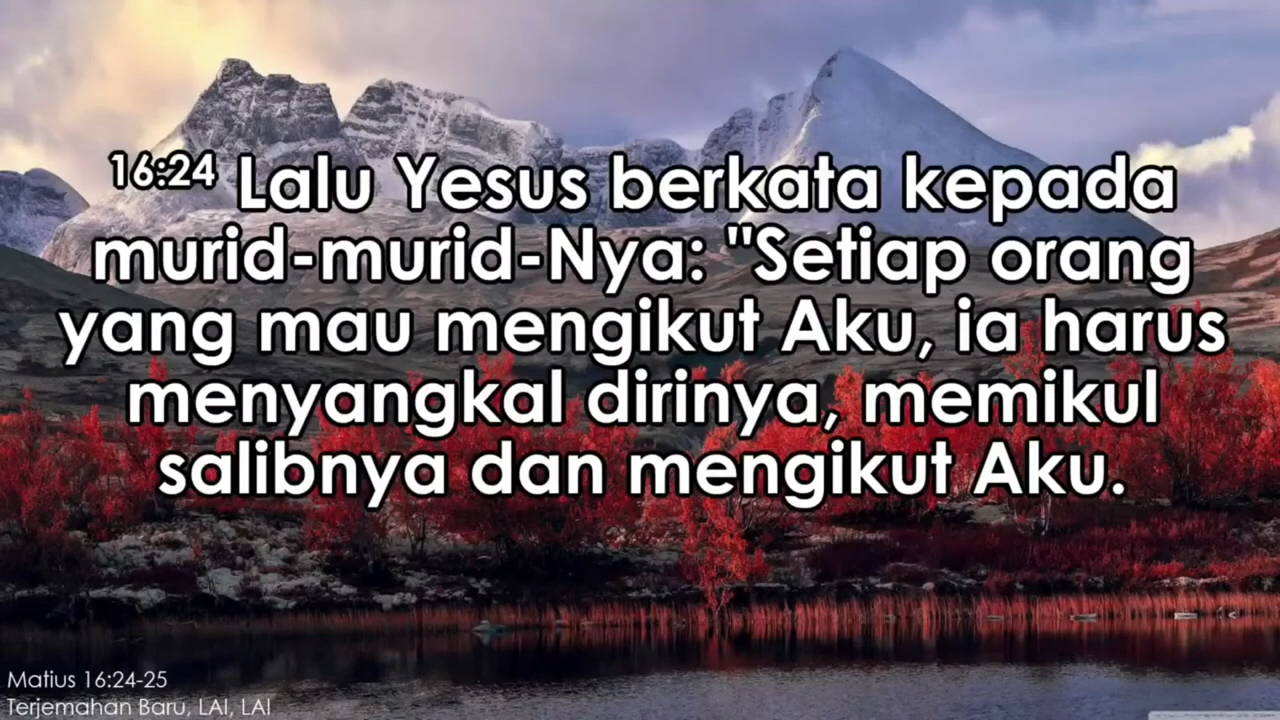 16:24 Lalu Yesus berkata kepada
murid-murid-Nya: "Setiap orang
yang mau mengikut Aku, ia harus
menyangkal dirinya, memikul
salibnya dan mengikut Aku.
Matius 16:24-25
Terjemahan Baru, LAI, LAI